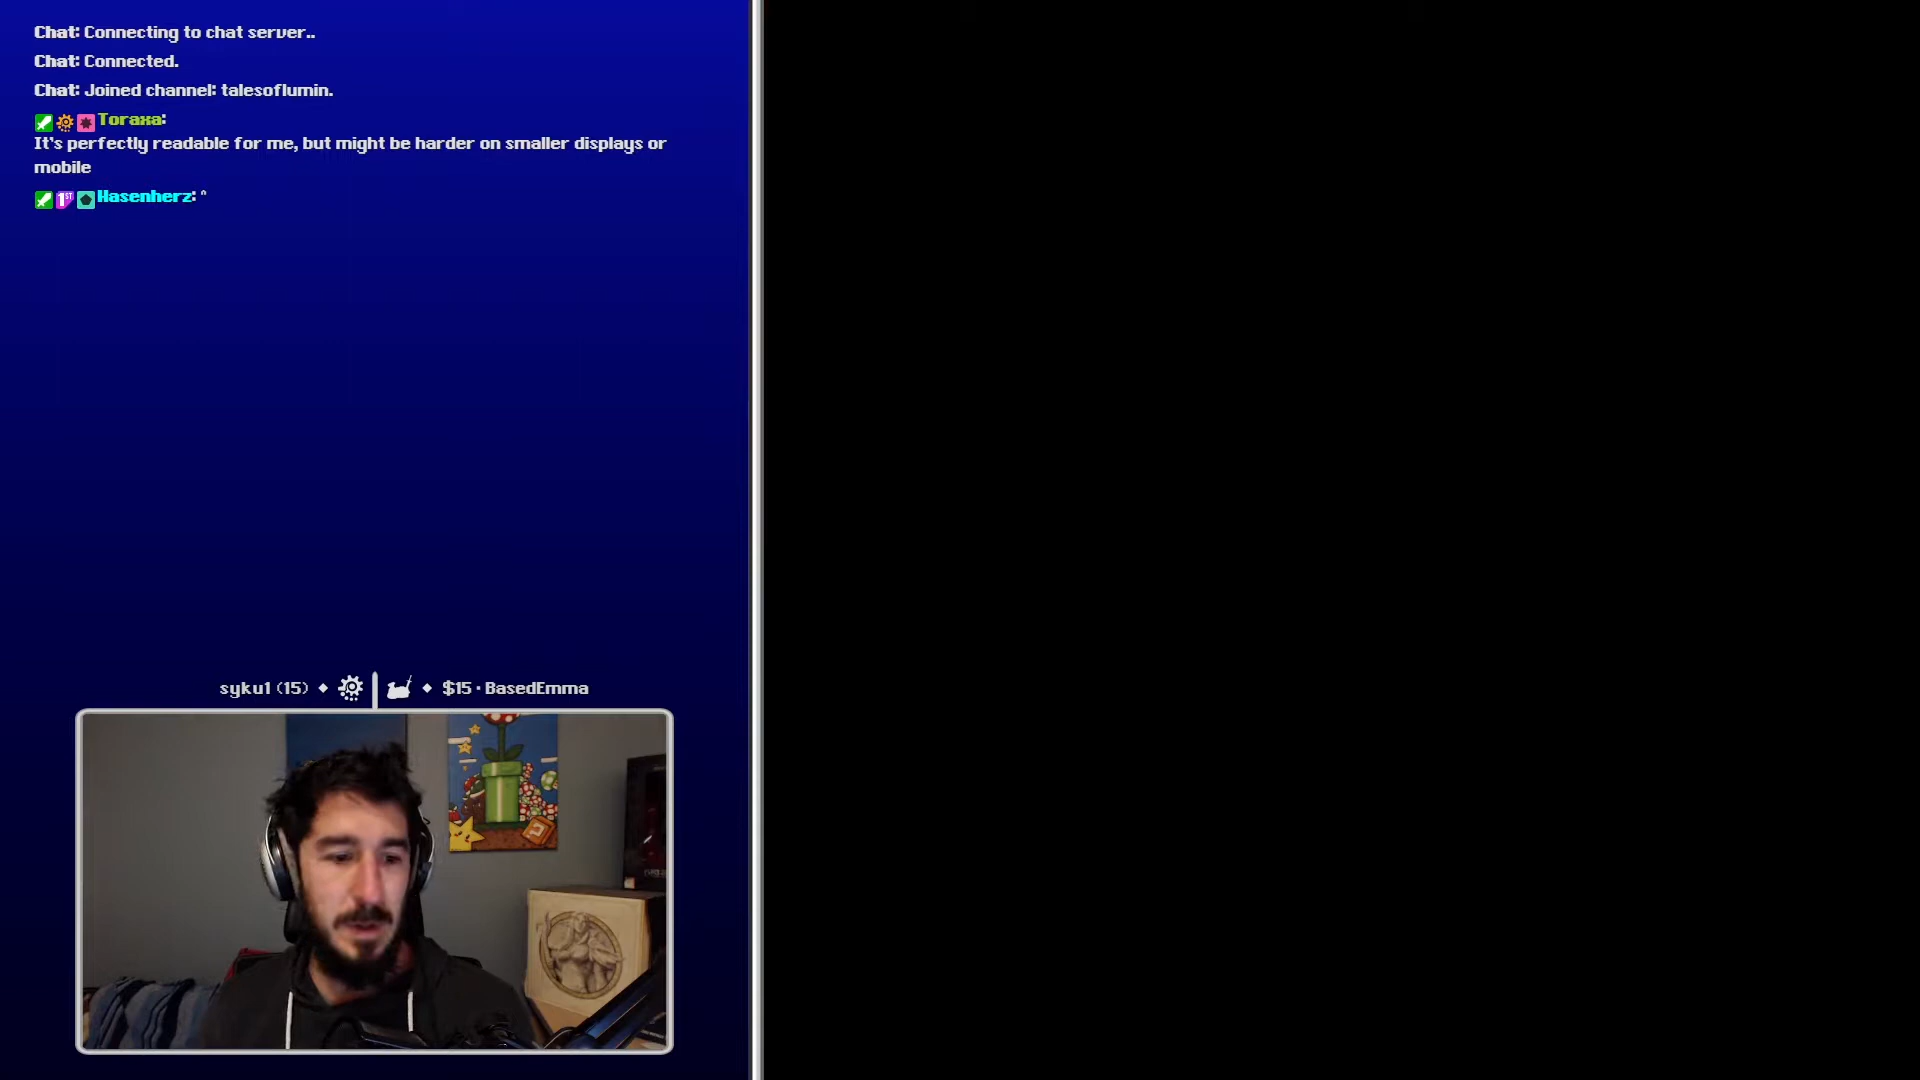 Chat: Connecting to chat server..
Chat: Connected.
Chat: Joined channel: talesoflumin.
Toraxa:
It's perfectly readable for me, but might be harder on smaller displays or
mobile
1ST Hasenherz: ^
syku1 (15) ◆ ◆ $15 · BasedEmma